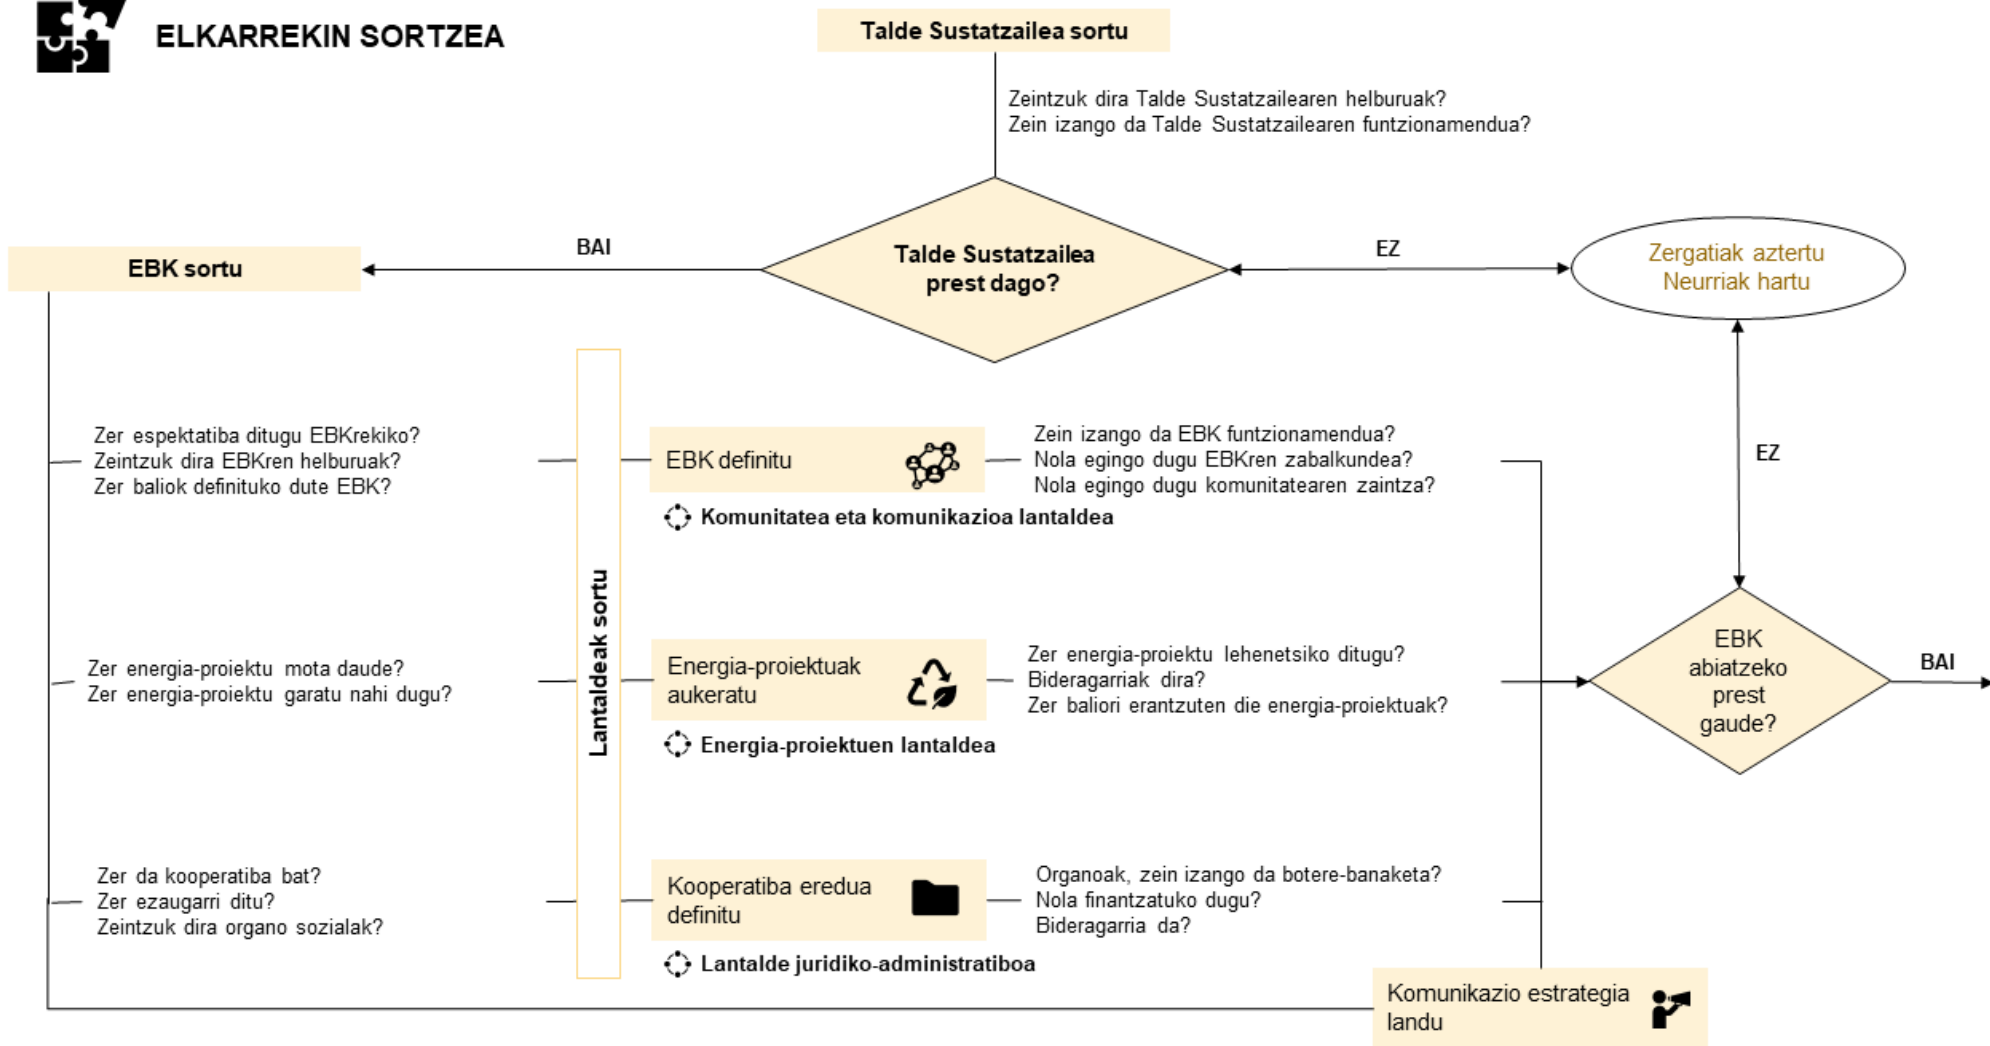 ELKARREKIN SORTZEA
Talde Sustatzailea sortu
Zeintzuk dira Talde Sustatzailearen helburuak?
Zein izango da Talde Sustatzailearen funtzionamendua?
EBK sortu
BAI
Talde Sustatzailea
prest dago?
EZ
Zergatiak aztertu
Neurriak hartu
EZ
Lantaldeak sortu
Zer espektatiba ditugu EBKrekiko?
Zeintzuk dira EBKren helburuak?
Zer baliok definituko dute EBK?
EBK definitu
Komunitatea eta komunikazioa lantaldea
Zein izango da EBK funtzionamendua?
Nola egingo dugu EBKren zabalkundea?
Nola egingo dugu komunitatearen zaintza?
Zer energia-proiektu mota daude?
Zer energia-proiektu garatu nahi dugu?
Energia-proiektuak
aukeratu
Energia-proiektuen lantaldea
Zer energia-proiektu lehenetsiko ditugu?
Bideragarriak dira?
Zer baliori erantzuten die energia-proiektuak?
EBK
abiatzeko
prest
gaude?
BAI
Zer da kooperatiba bat?
Zer ezaugarri ditu?
Zeintzuk dira organo sozialak?
Kooperatiba eredua
definitu
Lantalde juridiko-administratiboa
Organoak, zein izango da botere-banaketa?
Nola finantzatuko dugu?
Bideragarria da?
Komunikazio estrategia
landu